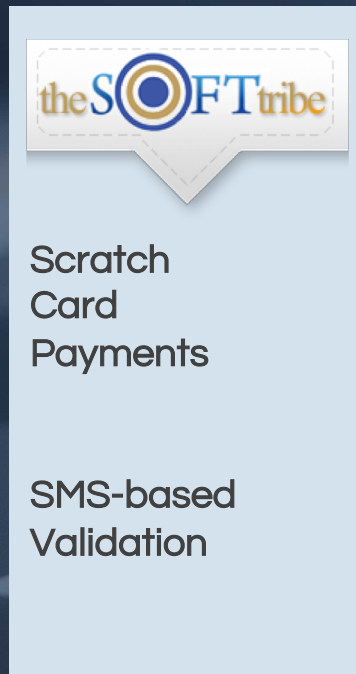 theSOFTtribe
Scratch
Card
Payments
SMS-based
Validation